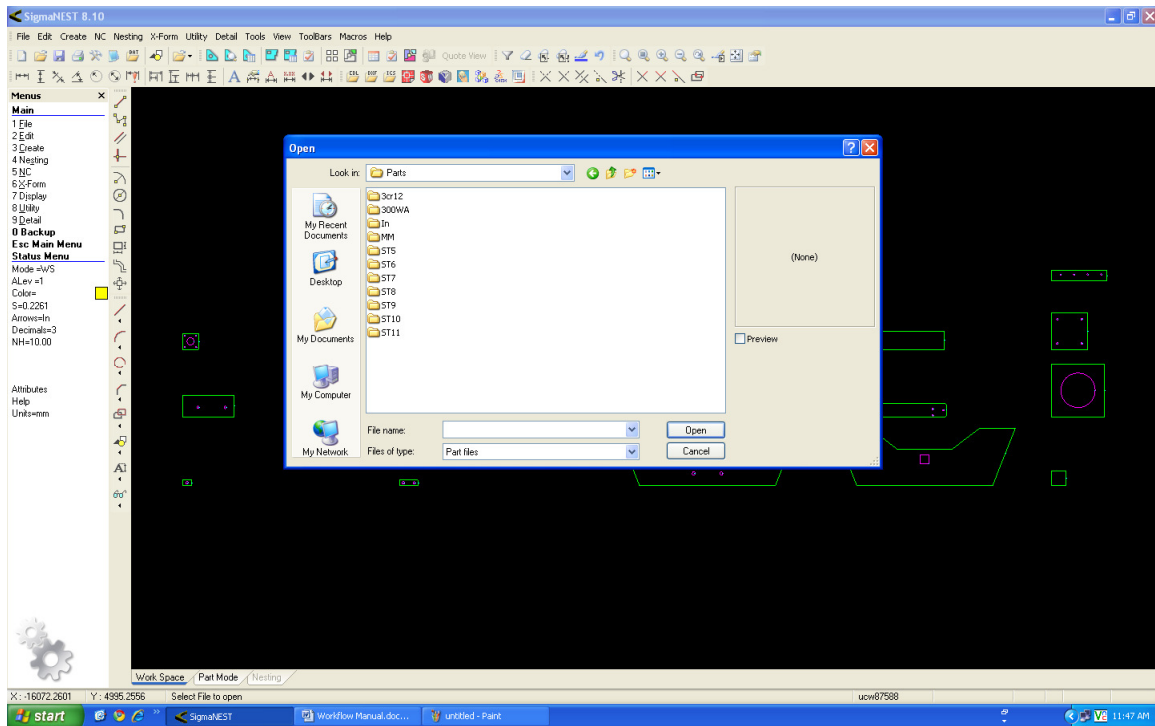 SigmaNEST 8.10
File Edit Create NC Nesting X-Form Utility Detail Tools View ToolBars Macros Help
Quote View
Menus x
Main
1 File
2 Edit
3 Create
4 Nesting
5 NC
6 X-Form
7 Display
8 Utility
9 Detail
0 Backup
Esc Main Menu
Status Menu
Mode =WS
ALev =1
Color=
S=0.2261
Arrows=In
Decimals=3
NH=10.00
Attributes
Help
Units=mm
Open
Look in: Parts
My Recent Documents
Desktop
My Documents
My Computer
My Network
3cr12
300WA
In
MM
ST5
ST6
ST7
ST8
ST9
ST10
ST11
(None)
Preview
File name:
Open
Files of type: Part files
Cancel
Work Space Part Mode Nesting
X: -16072.2601 Y: 4995.2556 Select File to open ucw87588
start SigmaNEST Workflow Manual.doc... untitled - Paint 11:47 AM